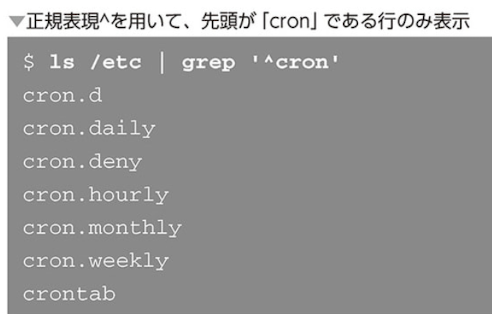 ▼正規表現^を用いて、先頭が「cron」である行のみ表示
$ ls /etc | grep '^cron'
cron.d
cron.daily
cron.deny
cron.hourly
cron.monthly
cron.weekly
crontab